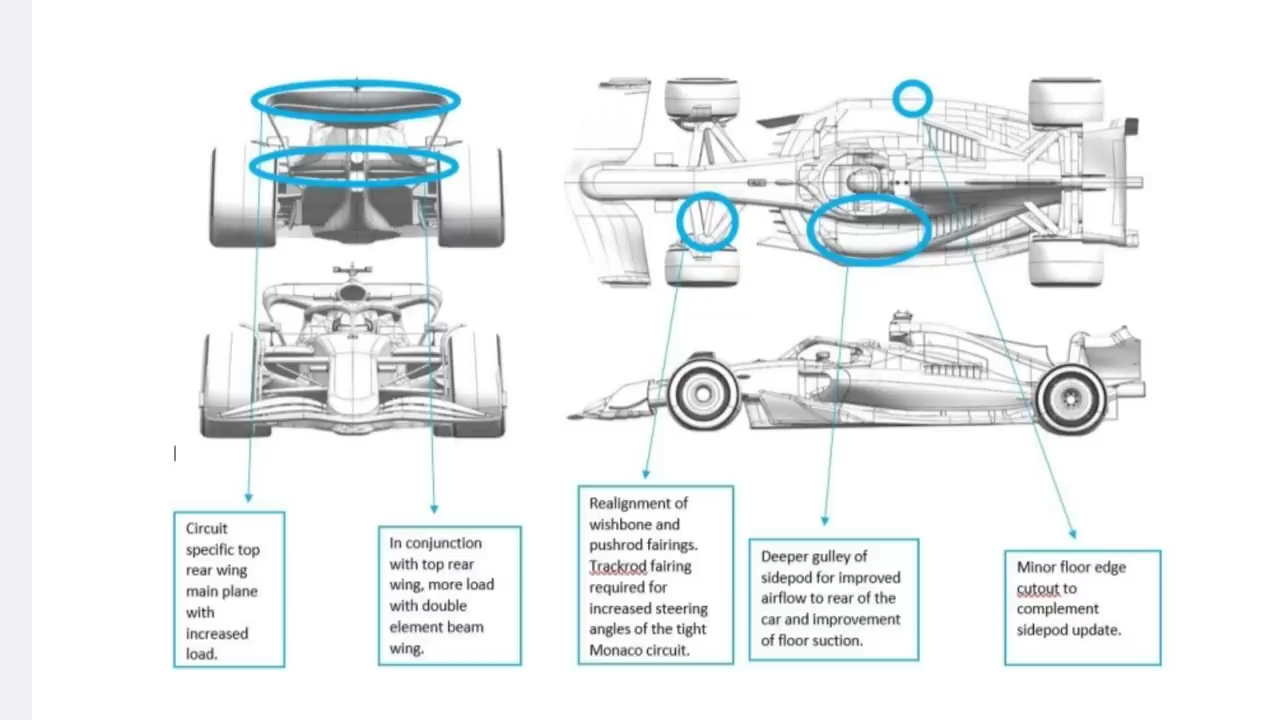 Circuit
specific top
rear wing
main plane
with
increased
load.
In conjunction
with top rear
wing, more load
with double
element beam
wing.
Realignment of
wishbone and
pushrod fairings.
Trackrod fairing
required for
increased steering
angles of the tight
Monaco circuit.
Deeper gulley of
sidepod for improved
airflow to rear of the
car and improvement
of floor suction.
Minor floor edge
cutout to
complement
sidepod update.